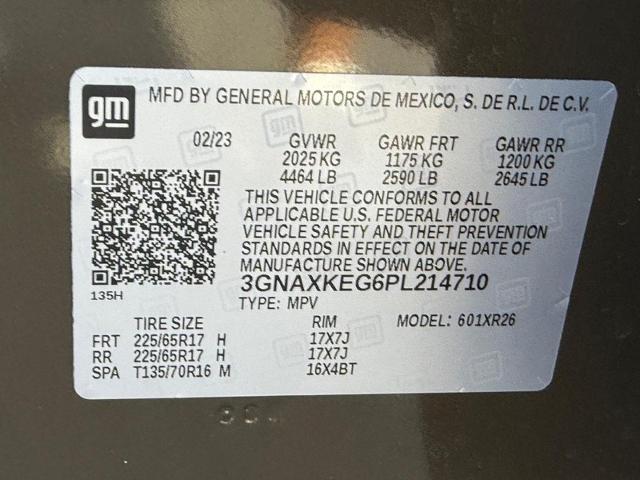 gm
MFD BY GENERAL MOTORS DE MEXICO, S. DE R.L. DE C.V.
02/23 GVWR GAWR FRT GAWR RR
2025 KG 1175 KG 1200 KG
4464 LB 2590 LB 2645 LB
THIS VEHICLE CONFORMS TO ALL
APPLICABLE U.S. FEDERAL MOTOR
VEHICLE SAFETY AND THEFT PREVENTION
STANDARDS IN EFFECT ON THE DATE OF
MANUFACTURE SHOWN ABOVE.
135H
3GNAXKEG6PL214710
TYPE: MPV
TIRE SIZE RIM MODEL: 601XR26
FRT 225/65R17 H 17X7J
RR 225/65R17 H 17X7J
SPA T135/70R16 M 16X4BT